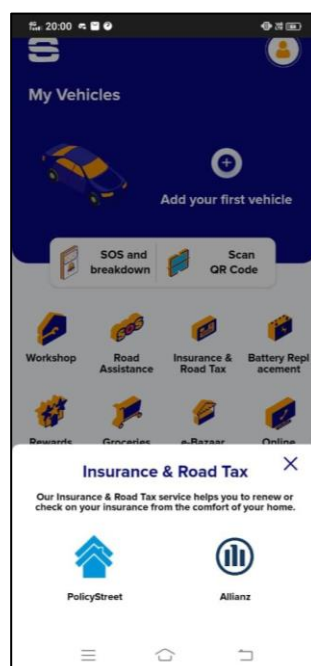 20:00
My Vehicles
Add your first vehicle
SOS and
breakdown
Scan
QR Code
Workshop
Road
Assistance
Insurance &
Road Tax
Battery Repl
acement
Rewards
Groceries
e-Bazaar
Online
Insurance & Road Tax
Our Insurance & Road Tax service helps you to renew or
check on your insurance from the comfort of your home.
PolicyStreet
Allianz